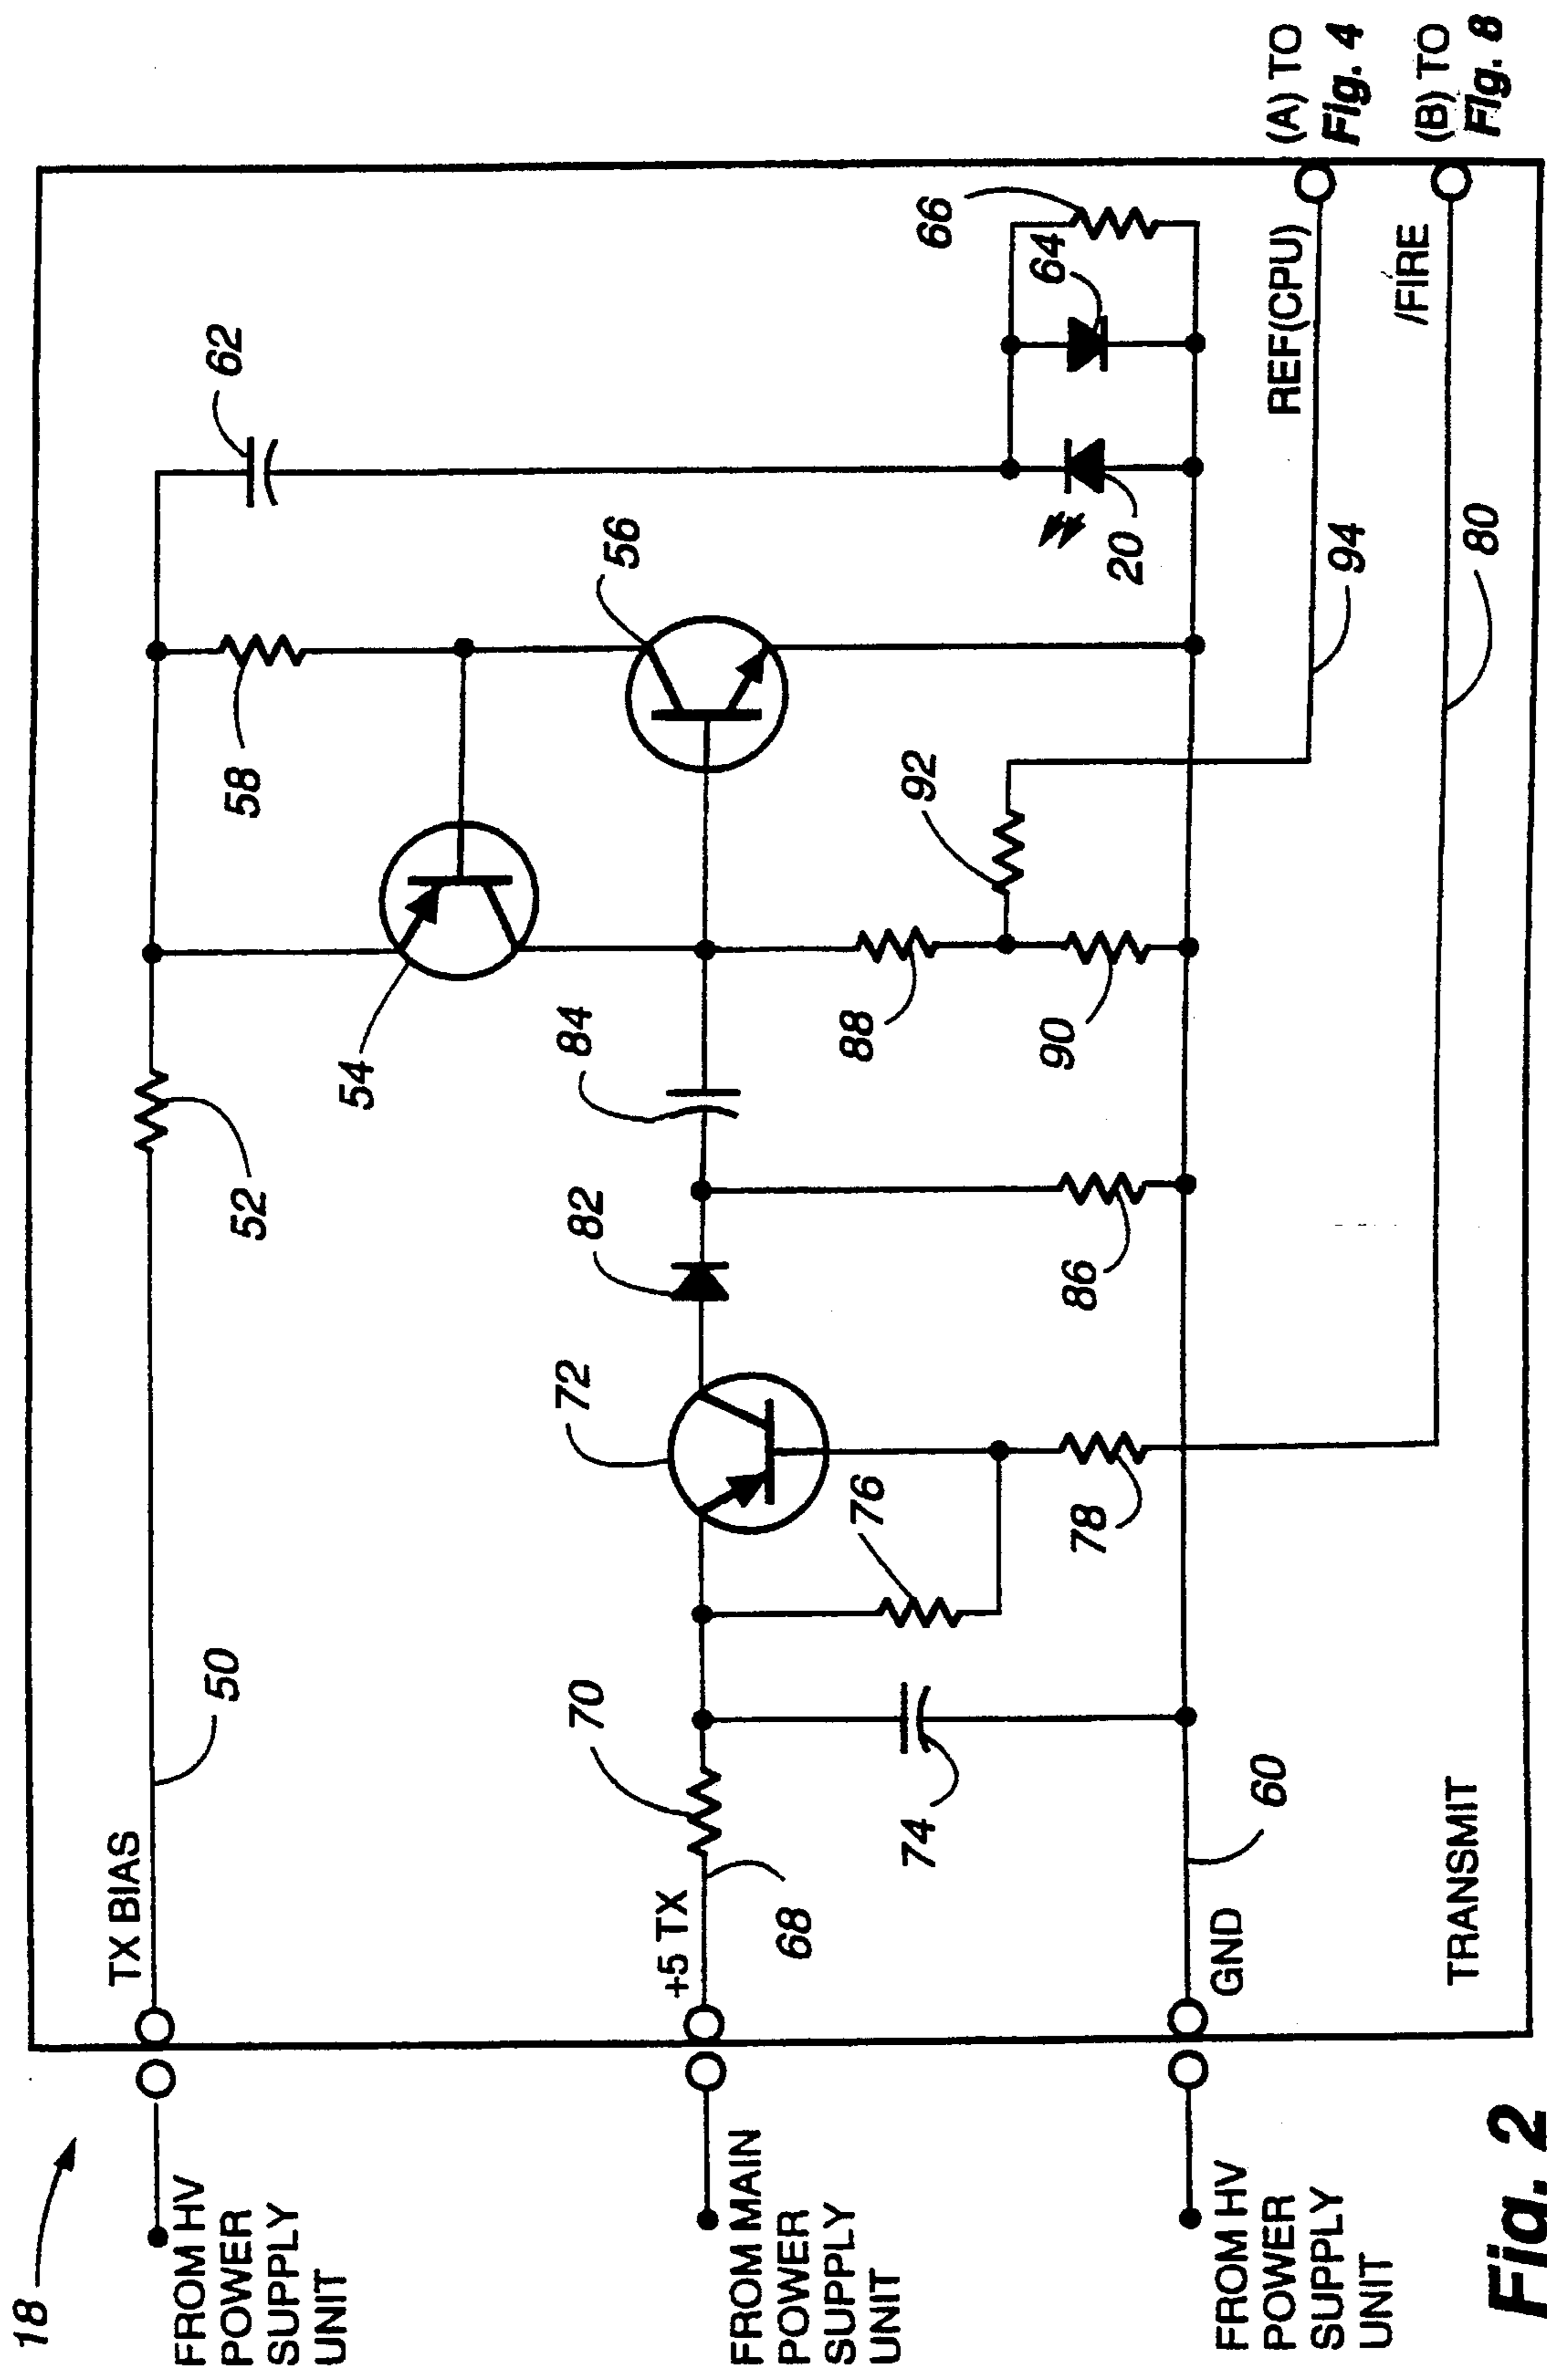 18
FROM HV
POWER
SUPPLY
UNIT
FROM MAIN
POWER
SUPPLY
UNIT
FROM HV
POWER
SUPPLY
UNIT
TX BIAS
50
52
54
58
56
62
+5 TX
68
70
72
74
76
78
82
84
86
88
90
92
20
64
66
GND
60
REF(CPU)
94
/FIRE
80
(A) TO
Fig. 4
(B) TO
Fig. 8
TRANSMIT
Fig. 2